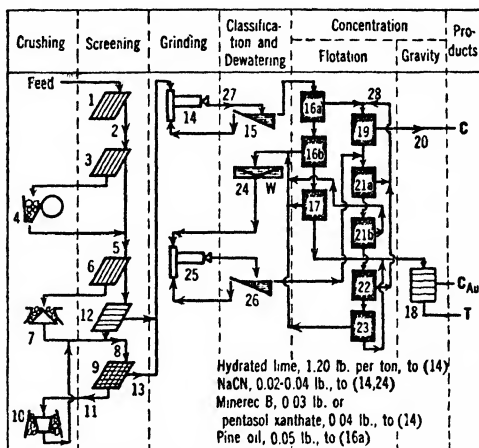 Crushing
Screening
Grinding
Classifica-
tion and
Dewatering
Concentration
Flotation
Gravity
Pro-
ducts
Feed
1
2
3
4
5
6
7
12
8
9
13
10
11
14
27
15
16a
16b
24
W
17
25
26
28
19
20
C
21a
21b
22
23
18
CAu
T
Hydrated lime, 1.20 lb. per ton, to (14)
NaCN, 0.02-0.04 lb., to (14,24)
Minerec B, 0 03 lb. or
pentasol xanthate, 0 04 lb., to (14)
Pine oil, 0.05 lb., to (16a)